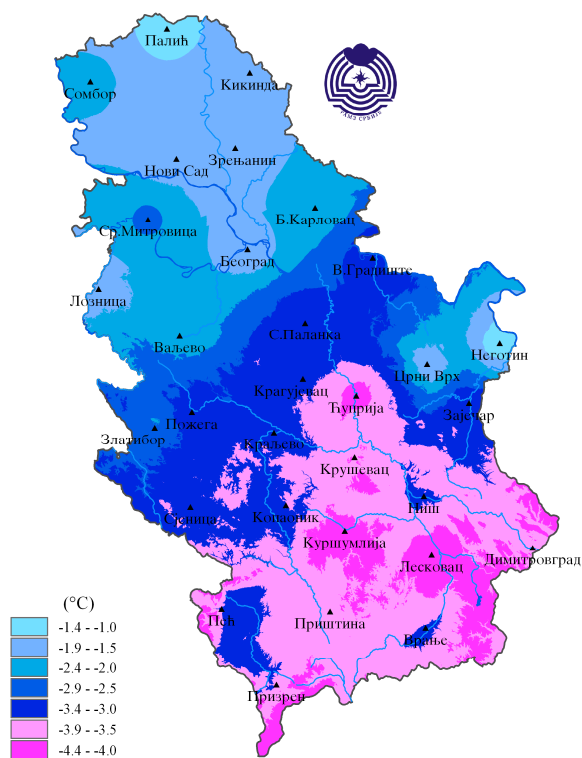 Палић
Сомбор
Кикинда
РХМЗ СРБИЈЕ
Нови Сад
Зрењанин
Ср.Митровица
Б.Карловац
Београд
В.Градиште
Лозница
С.Паланка
Ваљево
Неготин
Црни Врх
Крагујевац
Ћуприја
Зајечар
Пожега
Златибор
Краљево
Крушевац
Сјеница
Копаоник
Ниш
Куршумлија
Лесковац
Димитровград
(°C)
Пећ
Приштина
Врање
-1.4 - -1.0
-1.9 - -1.5
-2.4 - -2.0
-2.9 - -2.5
-3.4 - -3.0
Призрен
-3.9 - -3.5
-4.4 - -4.0